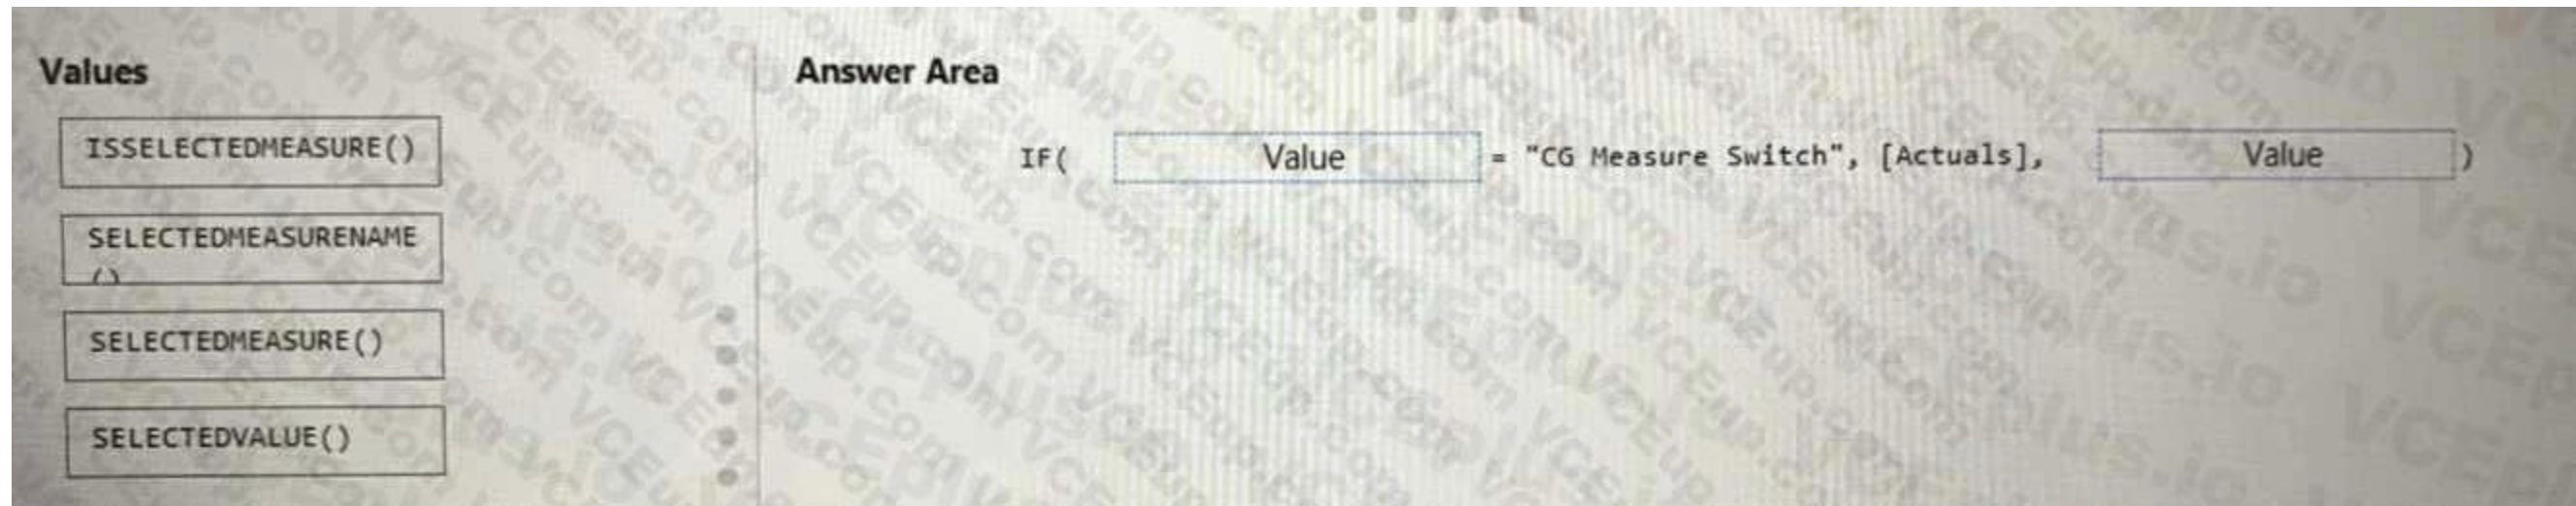 Values
Answer Area
ISSELECTEDMEASURE()
IF( Value = "CG Measure Switch", [Actuals], Value )
SELECTEDMEASURENAME
()
SELECTEDMEASURE()
SELECTEDVALUE()